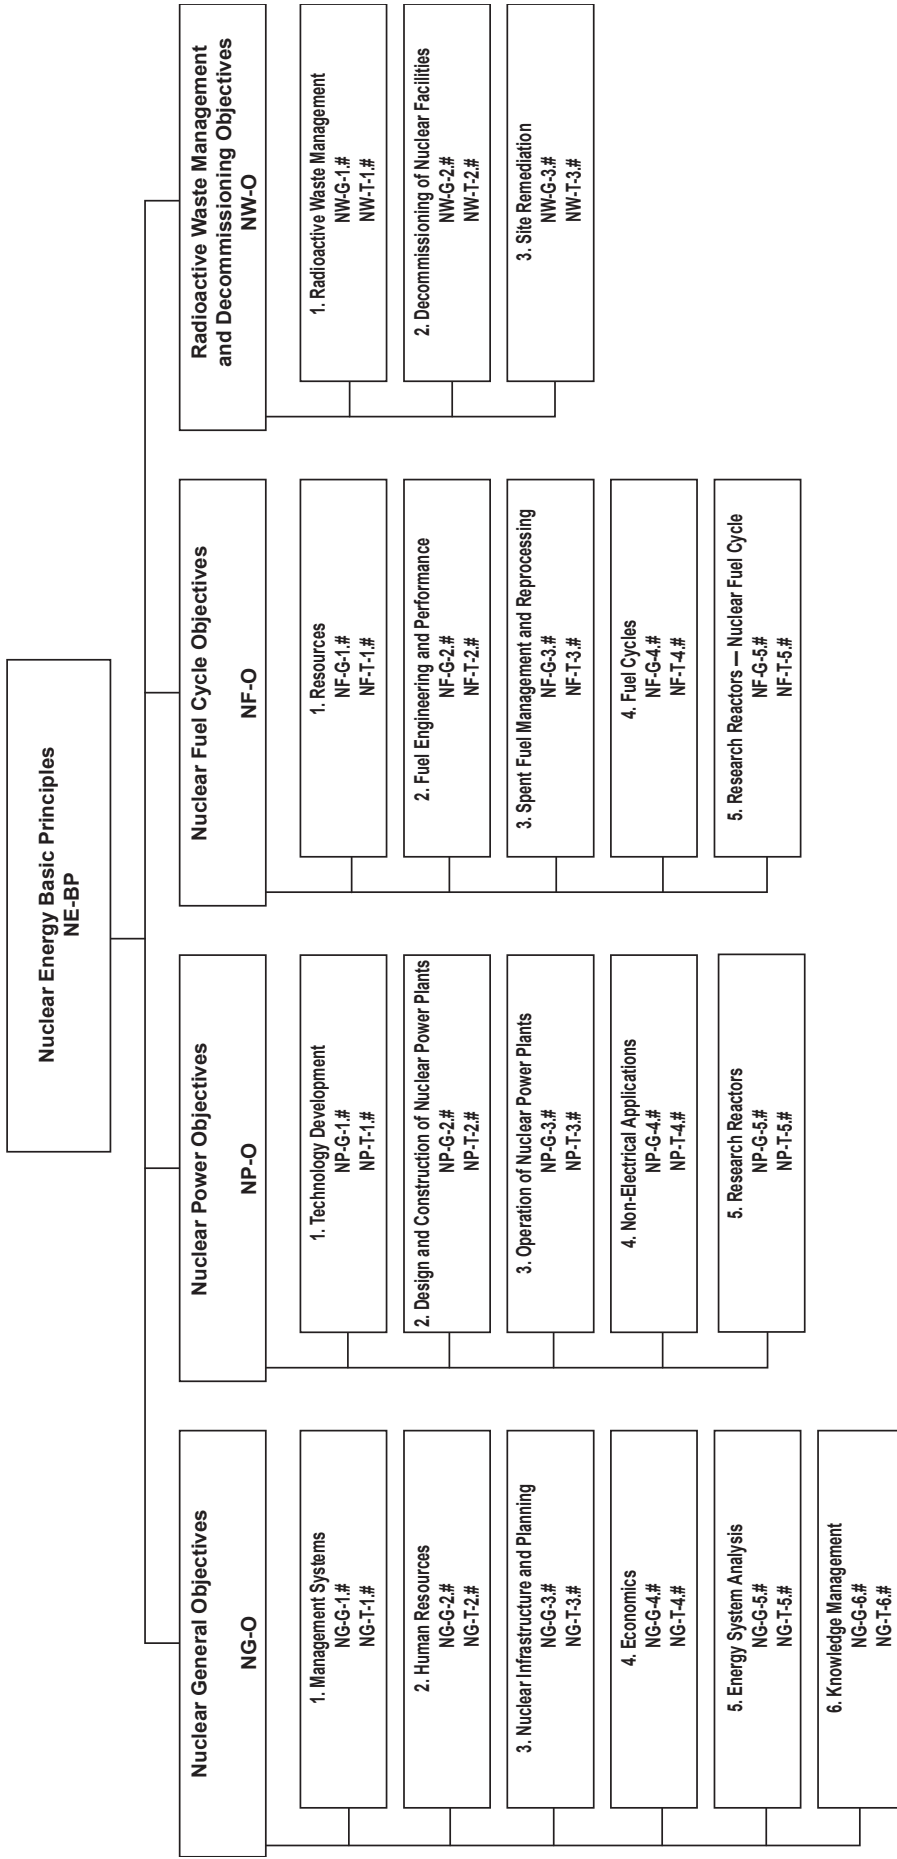 Nuclear Energy Basic Principles
NE-BP
Nuclear General Objectives
NG-O
1. Management Systems
NG-G-1.#
NG-T-1.#
2. Human Resources
NG-G-2.#
NG-T-2.#
3. Nuclear Infrastructure and Planning
NG-G-3.#
NG-T-3.#
4. Economics
NG-G-4.#
NG-T-4.#
5. Energy System Analysis
NG-G-5.#
NG-T-5.#
6. Knowledge Management
NG-G-6.#
NG-T-6.#
Nuclear Power Objectives
NP-O
1. Technology Development
NP-G-1.#
NP-T-1.#
2. Design and Construction of Nuclear Power Plants
NP-G-2.#
NP-T-2.#
3. Operation of Nuclear Power Plants
NP-G-3.#
NP-T-3.#
4. Non-Electrical Applications
NP-G-4.#
NP-T-4.#
5. Research Reactors
NP-G-5.#
NP-T-5.#
Nuclear Fuel Cycle Objectives
NF-O
1. Resources
NF-G-1.#
NF-T-1.#
2. Fuel Engineering and Performance
NF-G-2.#
NF-T-2.#
3. Spent Fuel Management and Reprocessing
NF-G-3.#
NF-T-3.#
4. Fuel Cycles
NF-G-4.#
NF-T-4.#
5. Research Reactors — Nuclear Fuel Cycle
NF-G-5.#
NF-T-5.#
Radioactive Waste Management
and Decommissioning Objectives
NW-O
1. Radioactive Waste Management
NW-G-1.#
NW-T-1.#
2. Decommissioning of Nuclear Facilities
NW-G-2.#
NW-T-2.#
3. Site Remediation
NW-G-3.#
NW-T-3.#